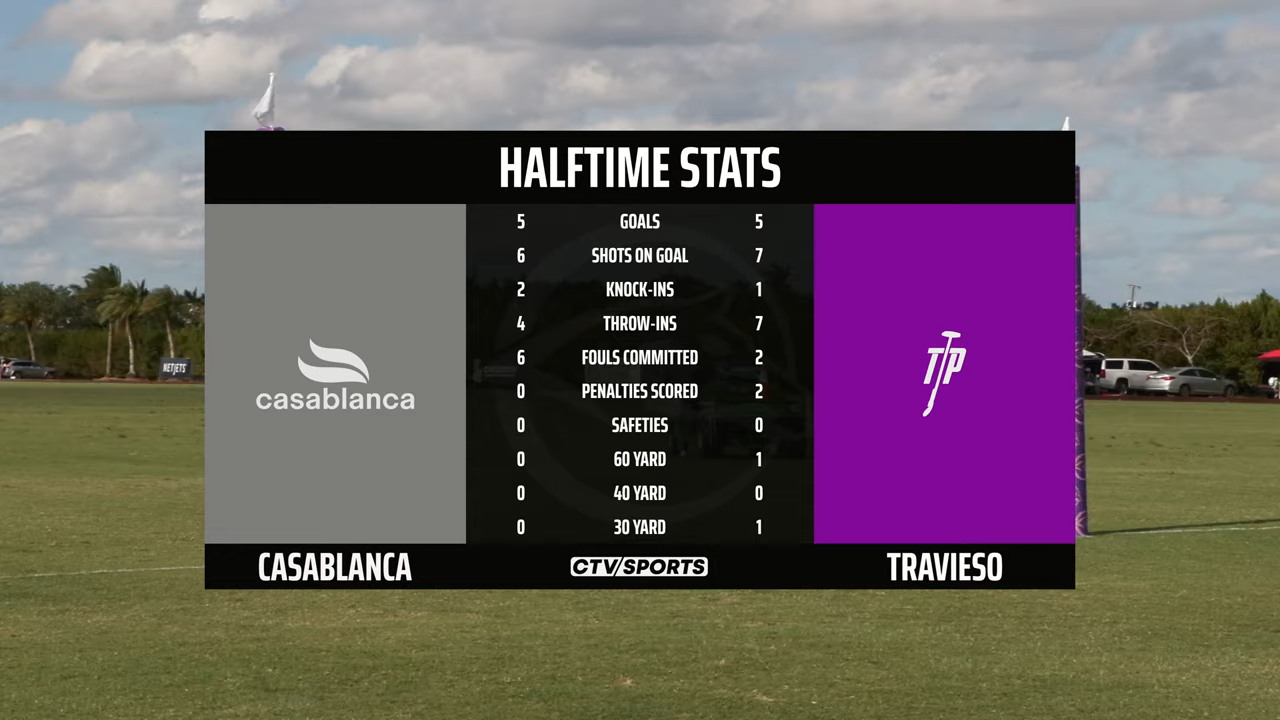 HALFTIME STATS
5 GOALS 5
6 SHOTS ON GOAL 7
2 KNOCK-INS 1
4 THROW-INS 7
6 FOULS COMMITTED 2
0 PENALTIES SCORED 2
0 SAFETIES 0
0 60 YARD 1
0 40 YARD 0
0 30 YARD 1
casablanca
TP
NETJETS
CASABLANCA
CTV/SPORTS
TRAVIESO